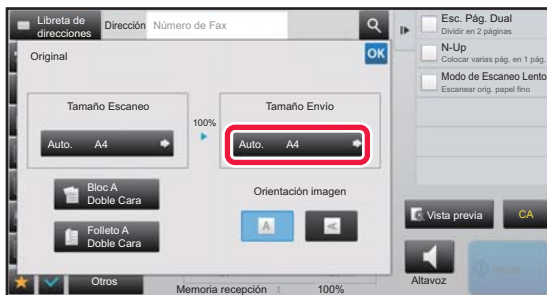 Libreta de
direcciones
Dirección
Número de Fax
Original
OK
Tamaño Escaneo
100%
Tamaño Envío
Auto. A4
Auto. A4
Bloc A
Doble Cara
Orientación imagen
Folleto A
Doble Cara
A
A
Otros
Memoria recepción : 100%
Esc. Pág. Dual
Dividir en 2 páginas
N-Up
Colocar varias pág. en 1 pág.
Modo de Escaneo Lento
Escanear orig. papel fino
Vista previa
CA
Altavoz